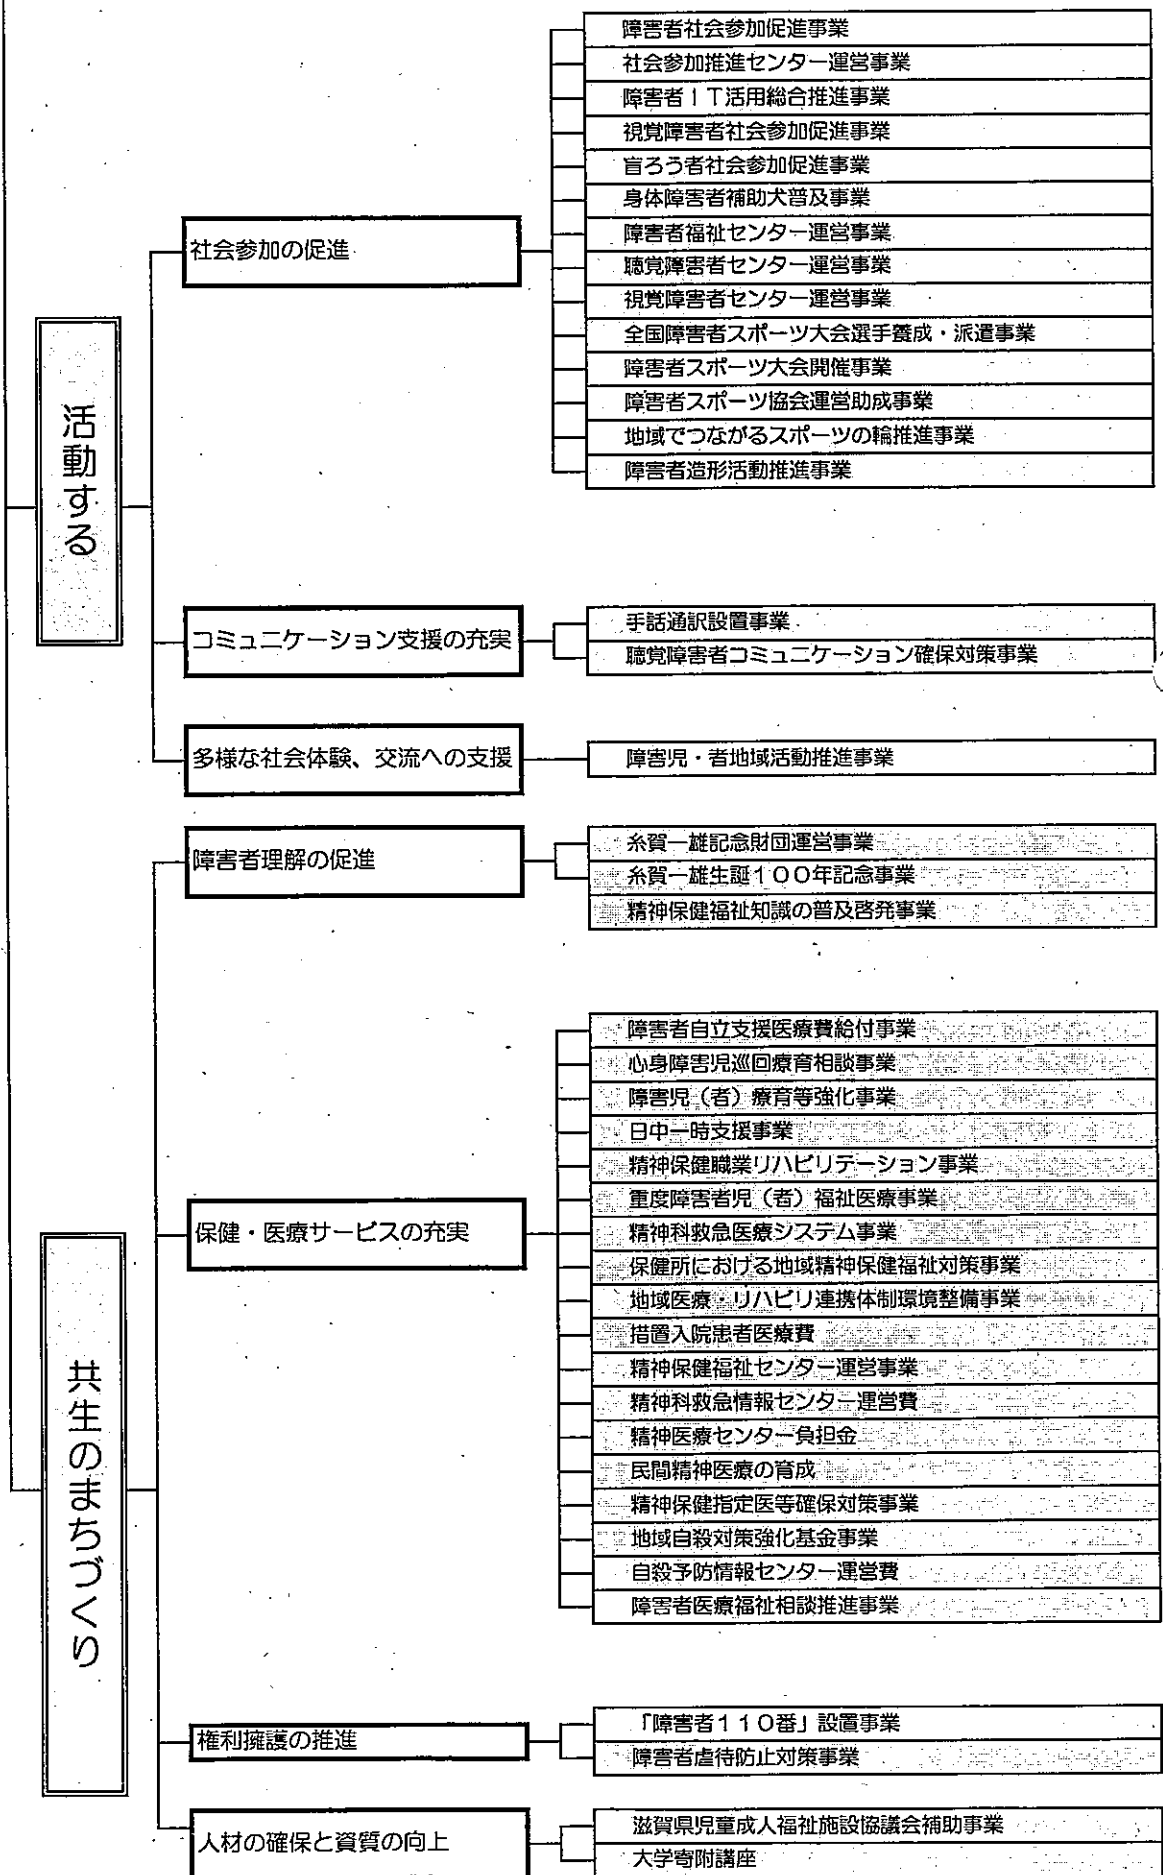 活動する
社会参加の促進
障害者社会参加促進事業
社会参加推進センター運営事業
障害者IT活用総合推進事業
視覚障害者社会参加促進事業
盲ろう者社会参加促進事業
身体障害者補助犬普及事業
障害者福祉センター運営事業
聴覚障害者センター運営事業
視覚障害者センター運営事業
全国障害者スポーツ大会選手養成・派遣事業
障害者スポーツ大会開催事業
障害者スポーツ協会運営助成事業
地域でつながるスポーツの輪推進事業
障害者造形活動推進事業
コミュニケーション支援の充実
手話通訳設置事業
聴覚障害者コミュニケーション確保対策事業
多様な社会体験、交流への支援
障害児・者地域活動推進事業
共生のまちづくり
障害者理解の促進
糸賀一雄記念財団運営事業
糸賀一雄生誕100年記念事業
精神保健福祉知識の普及啓発事業
保健・医療サービスの充実
障害者自立支援医療費給付事業
心身障害児巡回療育相談事業
障害児（者）療育等強化事業
日中一時支援事業
精神保健職業リハビリテーション事業
重度障害者児（者）福祉医療事業
精神科救急医療システム事業
保健所における地域精神保健福祉対策事業
地域医療・リハビリ連携体制環境整備事業
措置入院患者医療費
精神保健福祉センター運営事業
精神科救急情報センター運営費
精神医療センター負担金
民間精神医療の育成
精神保健指定医等確保対策事業
地域自殺対策強化基金事業
自殺予防情報センター運営費
障害者医療福祉相談推進事業
権利擁護の推進
「障害者110番」設置事業
障害者虐待防止対策事業
人材の確保と資質の向上
滋賀県児童成人福祉施設協議会補助事業
大学寄附講座